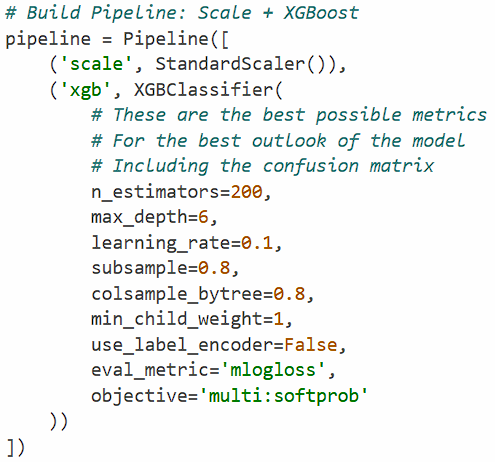 # Build Pipeline: Scale + XGBoost
pipeline = Pipeline([
    ('scale', StandardScaler()),
    ('xgb', XGBClassifier(
        # These are the best possible metrics
        # For the best outlook of the model
        # Including the confusion matrix
        n_estimators=200,
        max_depth=6,
        learning_rate=0.1,
        subsample=0.8,
        colsample_bytree=0.8,
        min_child_weight=1,
        use_label_encoder=False,
        eval_metric='mlogloss',
        objective='multi:softprob'
    ))
])